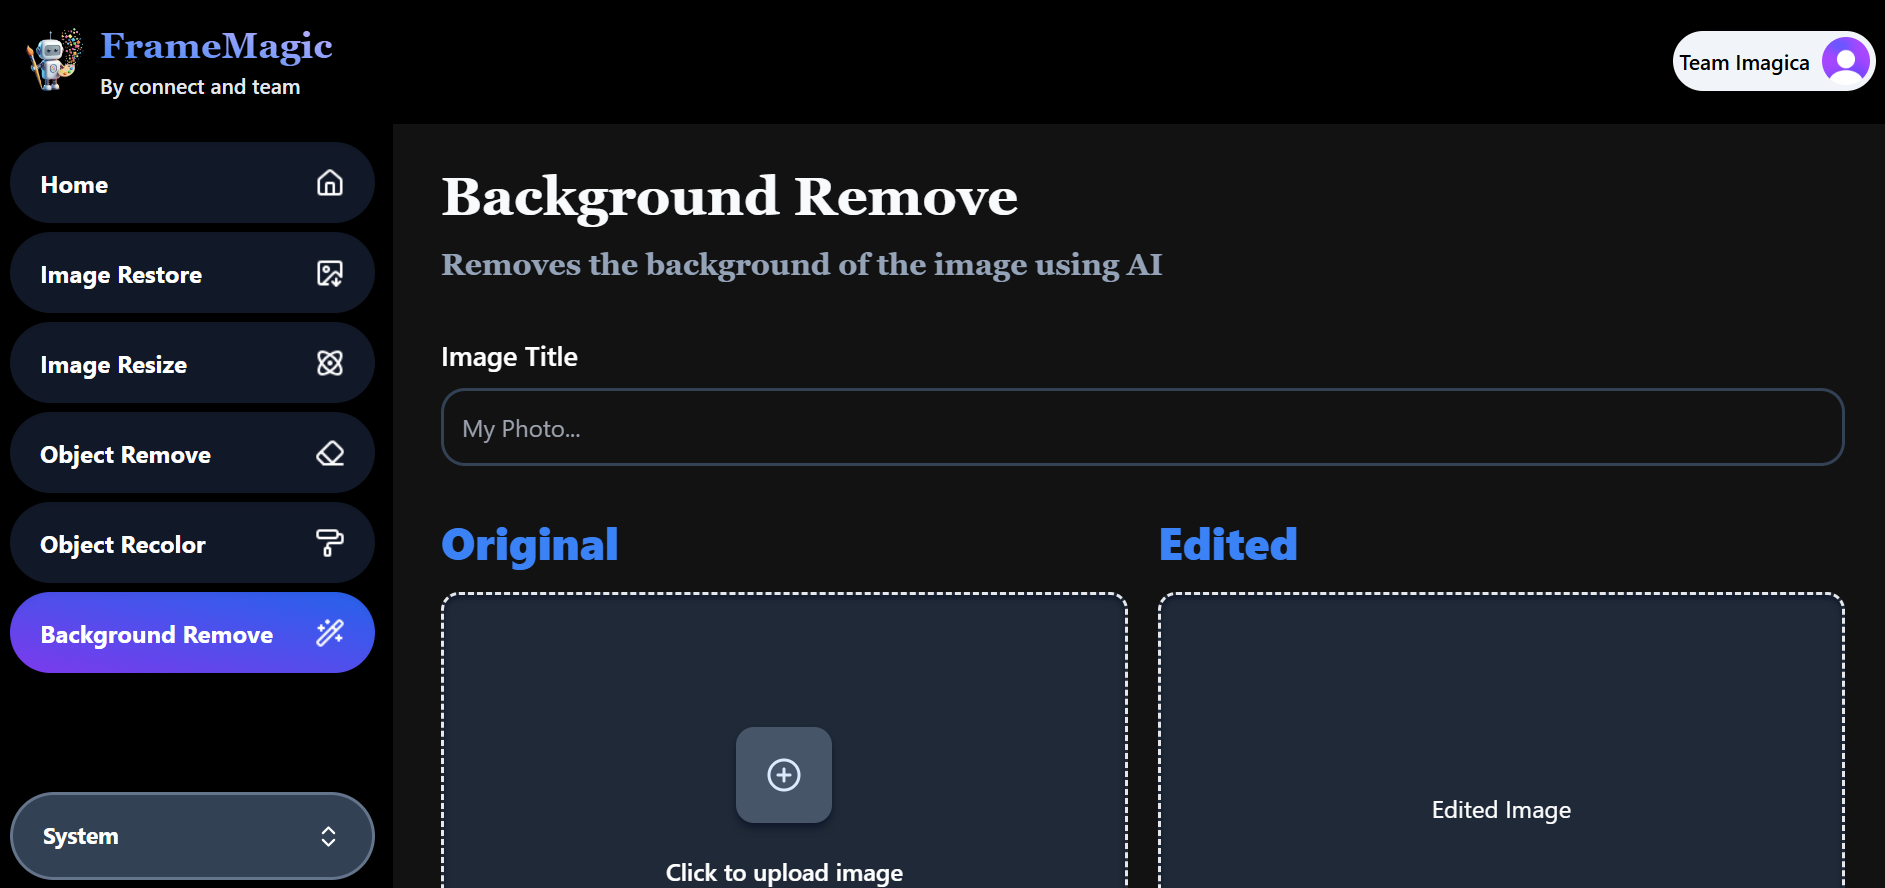 FrameMagic
By connect and team
Team Imagica
Home
Image Restore
Image Resize
Object Remove
Object Recolor
Background Remove
System
Background Remove
Removes the background of the image using AI
Image Title
My Photo...
Original
Edited
Click to upload image
Edited Image